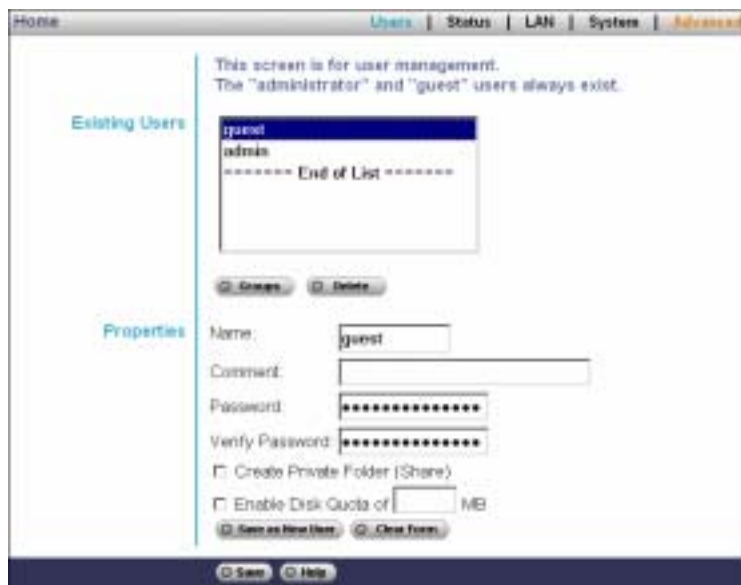 Home Users | Status | LAN | System | Advanced
This screen is for user management.
The "administrator" and "guest" users always exist.
Existing Users
guest
admin
------- End of List -------
Groups Delete
Properties
Name: guest
Comment:
Password: ••••••••••••••
Verify Password: ••••••••••••••
Create Private Folder (Share)
Enable Disk Quota of MB
Save as New User Clear Form
Save Help